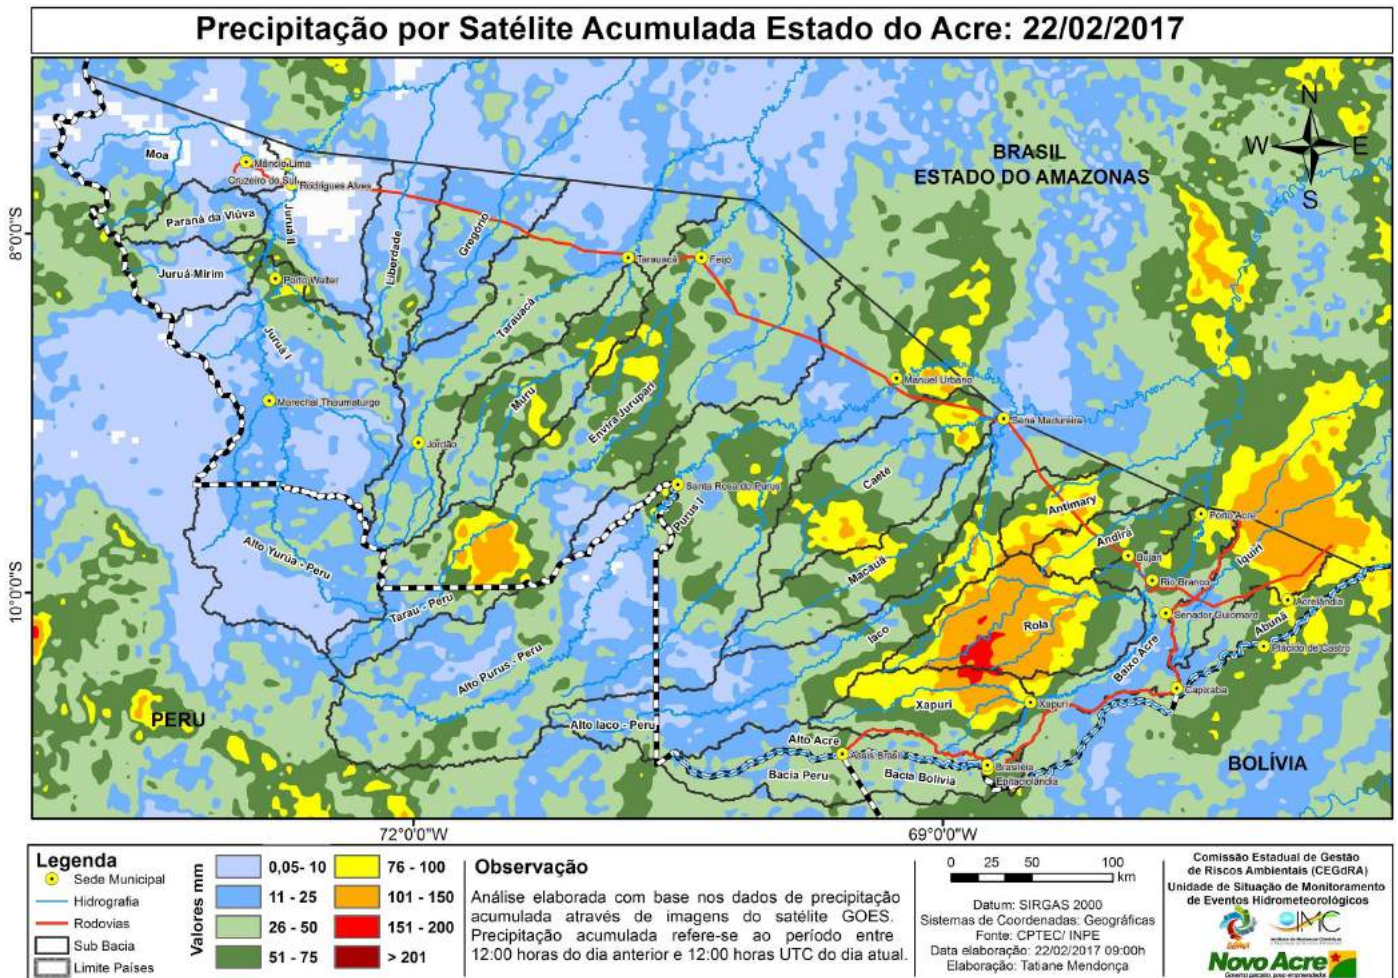 Precipitação por Satélite Acumulada Estado do Acre: 22/02/2017
N
W
E
S
BRASIL
ESTADO DO AMAZONAS
Moa
Mâncio Lima
Cruzeiro do Sul
Rodrigues Alves
Paraná da Viúva
Juruá II
Liberdade
Gregório
8°0'0"S
Tarauacá
Feijó
Juruá-Mirim
Porto Walter
Tarauacá
Juruá I
Muru
Envira Jurupari
Manuel Urbano
Marechal Thaumaturgo
Sena Madureira
Jordão
Caeté
Santa Rosa do Purus
Purus I
Antimary
Porto Acre
Andirá
Bujari
Iquiri
Alto Yurúa - Peru
Macauã
Rio Branco
10°0'0"S
Tarau - Peru
Acrelândia
Senador Guiomard
Rola
Iaco
Abunã
Baixo Acre
Plácido de Castro
Alto Purus - Peru
Capixaba
Xapuri
Xapuri
PERU
Alto Iaco - Peru
Alto Acre
Assis Brasil
Brasiléia
Epitaciolândia
Bacia Peru
Bacia Bolívia
BOLÍVIA
72°0'0"W
69°0'0"W
Legenda
Sede Municipal
Hidrografia
Rodovias
Sub Bacia
Limite Países
Valores mm
0,05- 10
11 - 25
26 - 50
51 - 75
76 - 100
101 - 150
151 - 200
> 201
Observação
Análise elaborada com base nos dados de precipitação
acumulada através de imagens do satélite GOES.
Precipitação acumulada refere-se ao período entre
12:00 horas do dia anterior e 12:00 horas UTC do dia atual.
0 25 50 100
km
Datum: SIRGAS 2000
Sistemas de Coordenadas: Geográficas
Fonte: CPTEC/ INPE
Data elaboração: 22/02/2017 09:00h
Elaboração: Tatiane Mendonça
Comissão Estadual de Gestão
de Riscos Ambientais (CEGdRA)
Unidade de Situação de Monitoramento
de Eventos Hidrometeorológicos
IMC
Novo Acre
Governo parceiro, povo empreendedor